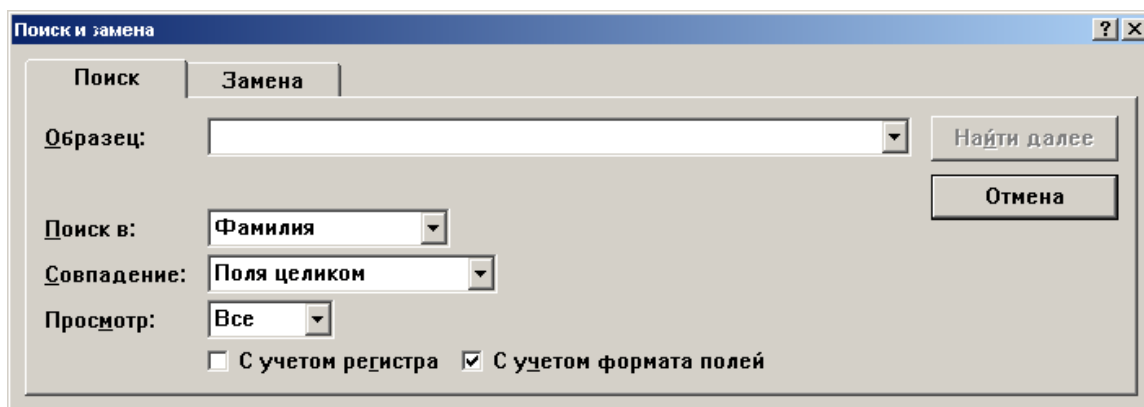 Поиск и замена
Поиск Замена
Образец: Найти далее
Отмена
Поиск в: Фамилия
Совпадение: Поля целиком
Просмотр: Все
С учетом регистра С учетом формата полей